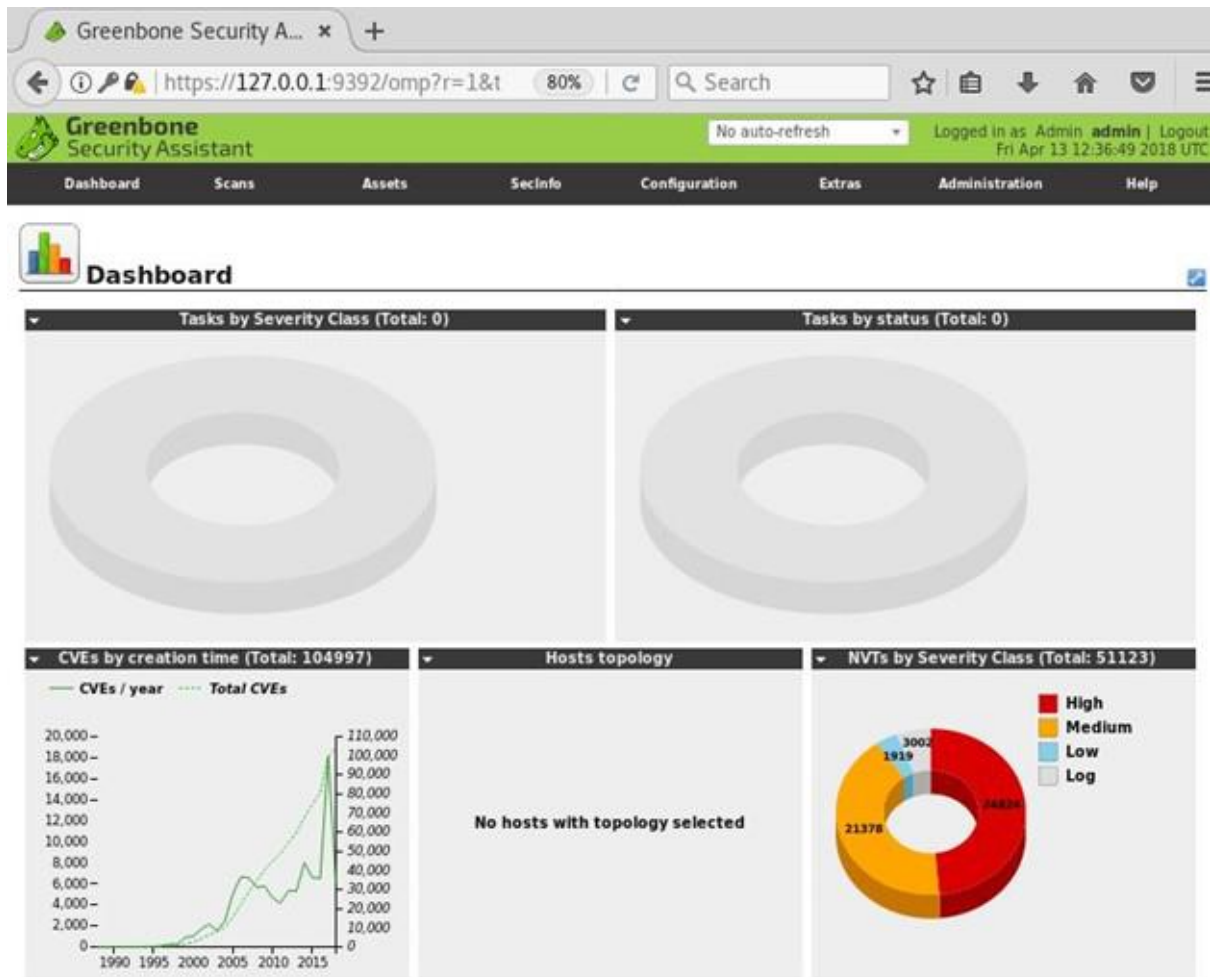 Greenbone Security A... × +
https://127.0.0.1:9392/omp?r=1&t 80% Search
Greenbone
Security Assistant
No auto-refresh
Logged in as Admin admin | Logout
Fri Apr 13 12:36:49 2018 UTC
Dashboard Scans Assets SecInfo Configuration Extras Administration Help
Dashboard
Tasks by Severity Class (Total: 0)
Tasks by status (Total: 0)
CVEs by creation time (Total: 104997)
CVEs / year Total CVEs
20,000
18,000
16,000
14,000
12,000
10,000
8,000
6,000
4,000
2,000
0
110,000
100,000
90,000
80,000
70,000
60,000
50,000
40,000
30,000
20,000
10,000
0
1990 1995 2000 2005 2010 2015
Hosts topology
No hosts with topology selected
NVTs by Severity Class (Total: 51123)
High
Medium
Low
Log
3002
1919
21378